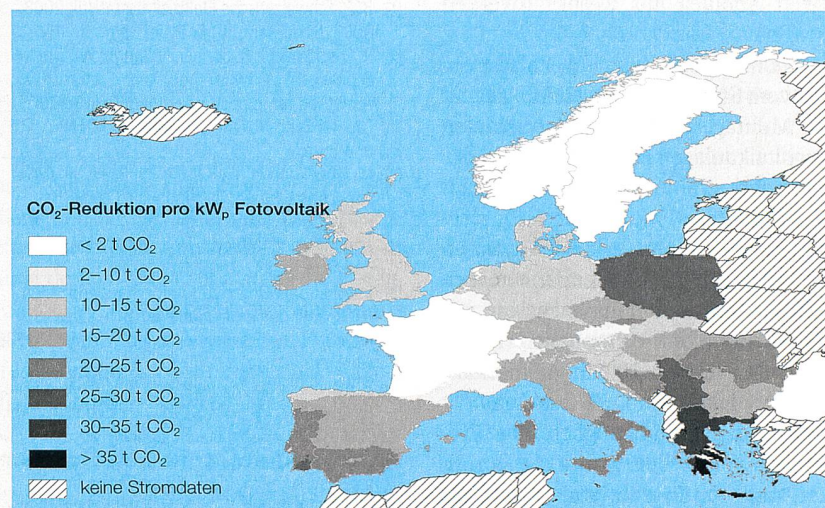 CO₂-Reduktion pro kWₚ Fotovoltaik
< 2 t CO₂
2–10 t CO₂
10–15 t CO₂
15–20 t CO₂
20–25 t CO₂
25–30 t CO₂
30–35 t CO₂
> 35 t CO₂
keine Stromdaten